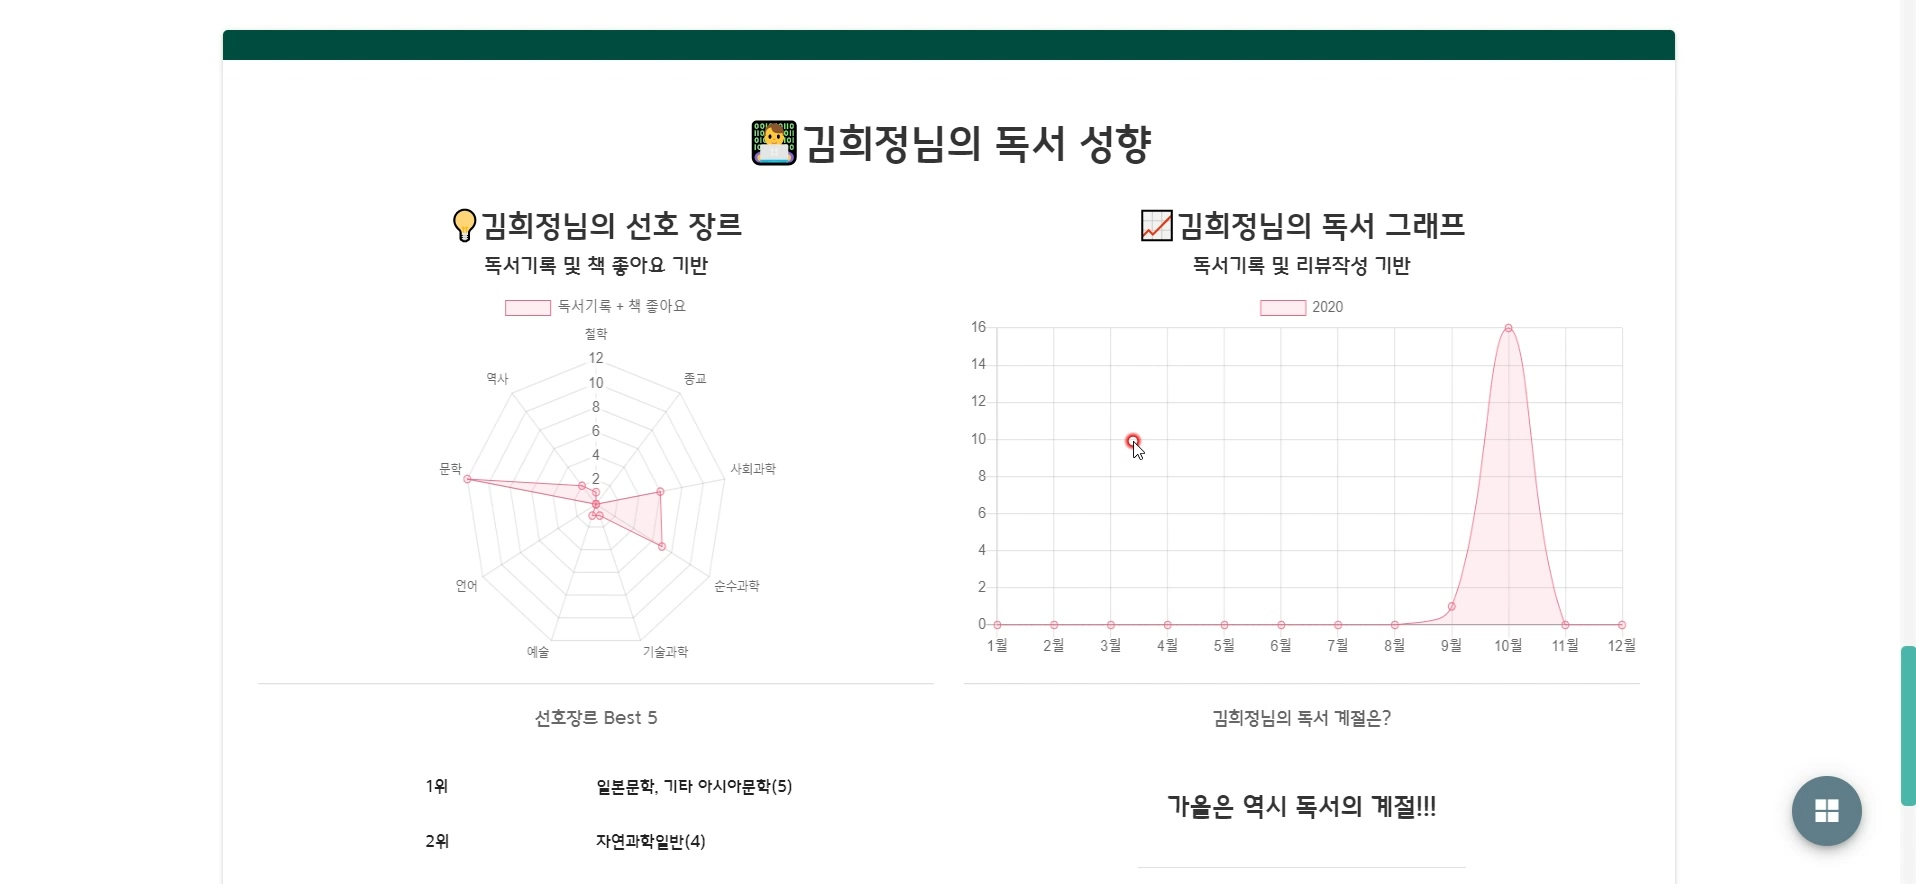 김희정님의 독서 성향
김희정님의 선호 장르
독서기록 및 책 좋아요 기반
독서기록 + 책 좋아요
철학
12
역사
종교
10
8
6
4
문학
사회과학
2
언어
순수과학
예술
기술과학
선호장르 Best 5
1위 일본문학, 기타 아시아문학(5)
2위 자연과학일반(4)
김희정님의 독서 그래프
독서기록 및 리뷰작성 기반
2020
16
14
12
10
8
6
4
2
0
1월 2월 3월 4월 5월 6월 7월 8월 9월 10월 11월 12월
김희정님의 독서 계절은?
가을은 역시 독서의 계절!!!